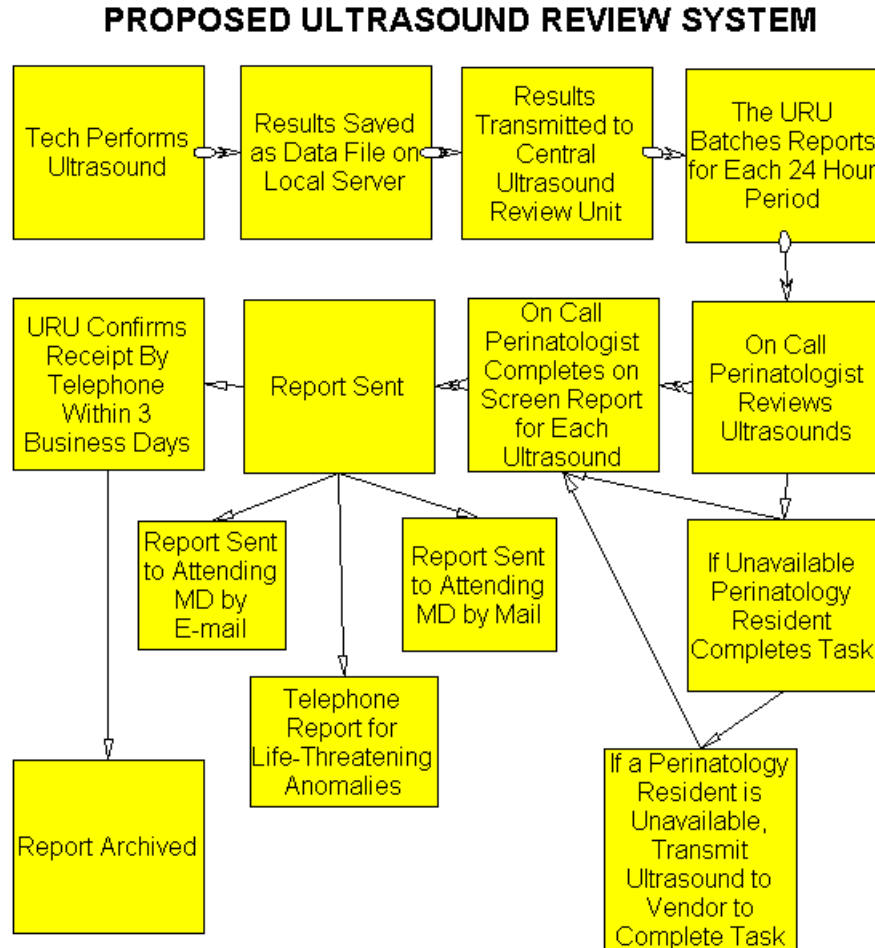 PROPOSED ULTRASOUND REVIEW SYSTEM
Tech Performs
Ultrasound
Results Saved
as Data File on
Local Server
Results
Transmitted to
Central
Ultrasound
Review Unit
The URU
Batches Reports
for Each 24 Hour
Period
URU Confirms
Receipt By
Telephone
Within 3
Business Days
Report Sent
On Call
Perinatologist
Completes on
Screen Report
for Each
Ultrasound
On Call
Perinatologist
Reviews
Ultrasounds
Report Sent
to Attending
MD by
E-mail
Report Sent
to Attending
MD by Mail
If Unavailable
Perinatology
Resident
Completes Task
Telephone
Report for
Life-Threatening
Anomalies
Report Archived
If a Perinatology
Resident is
Unavailable,
Transmit
Ultrasound to
Vendor to
Complete Task